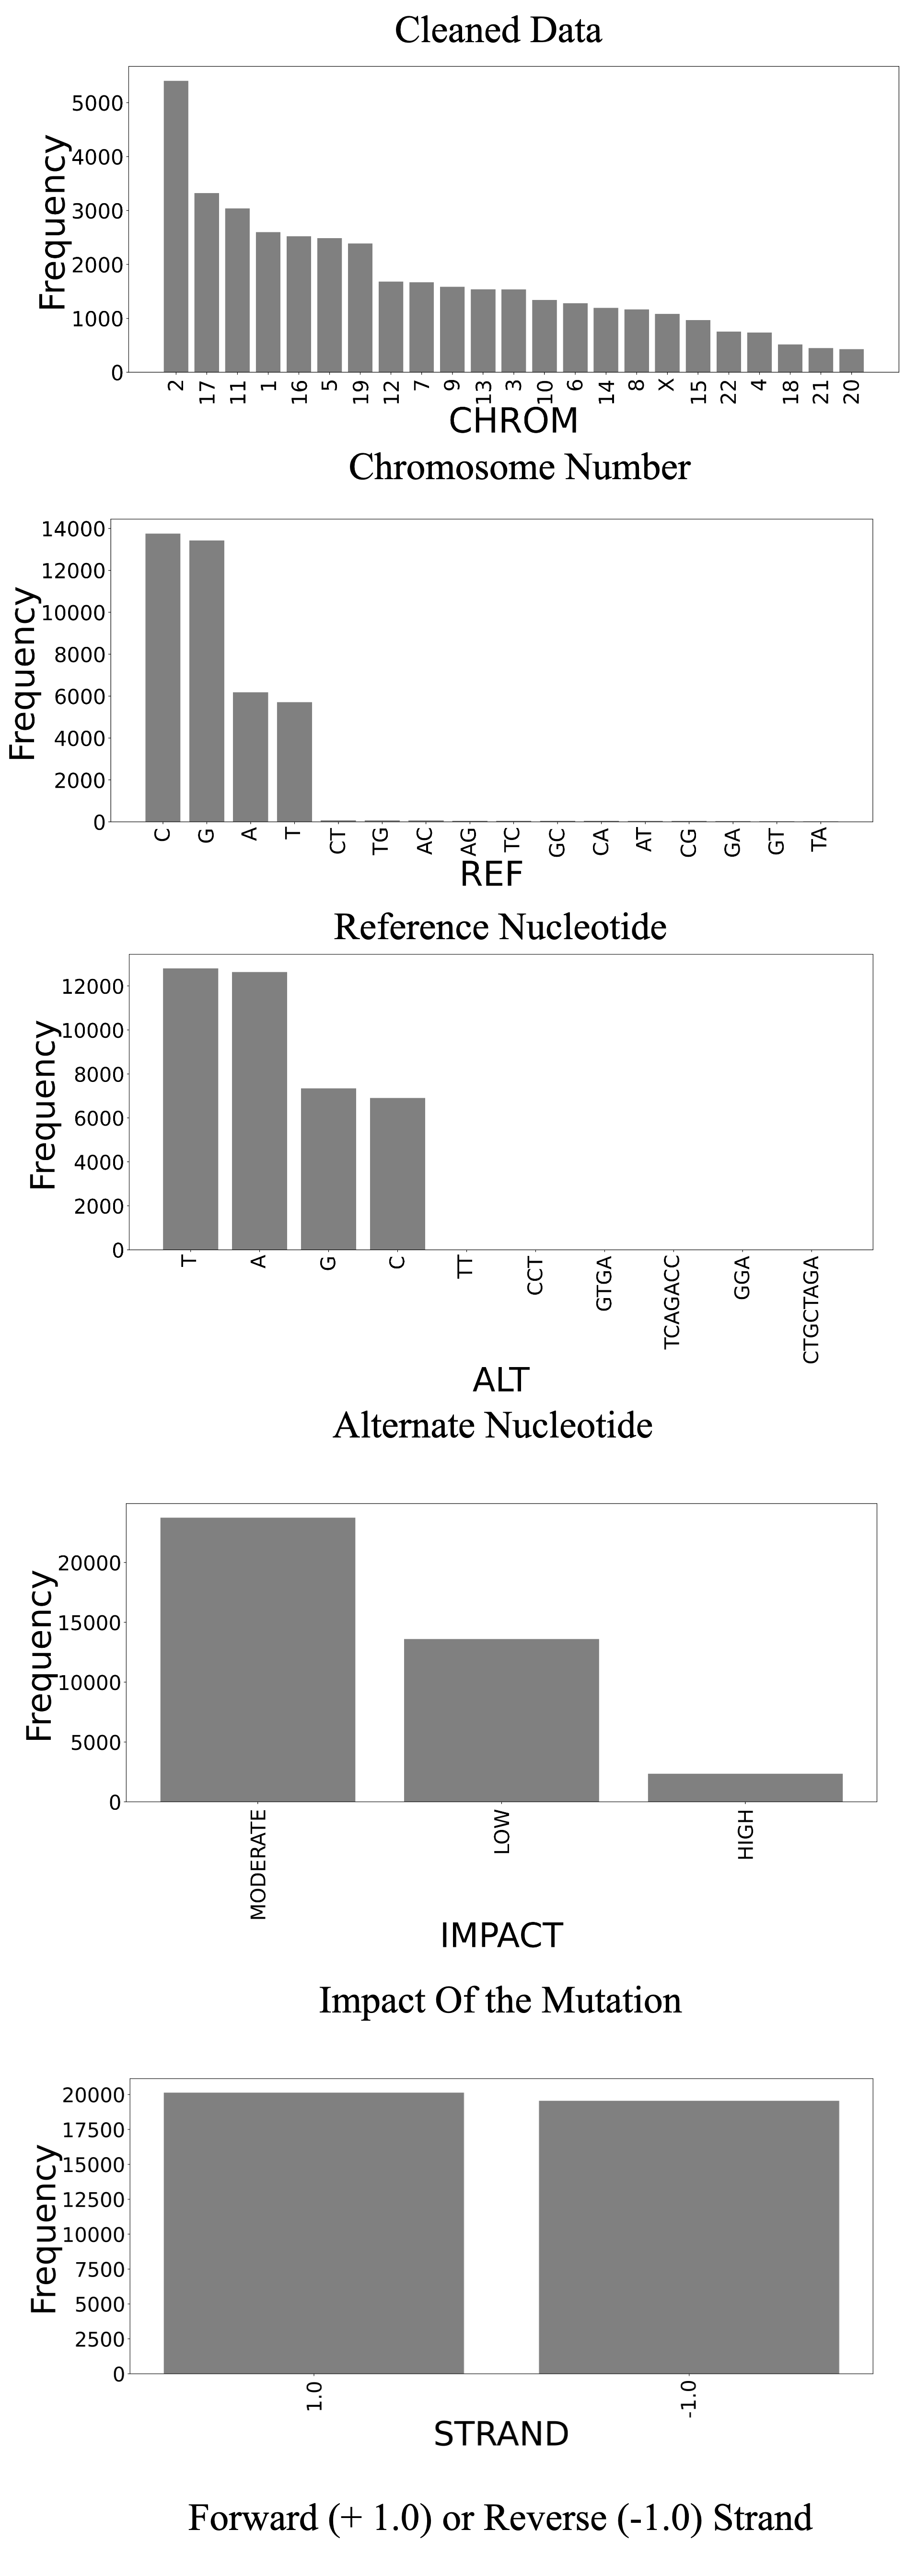 Cleaned Data
Frequency
5000
4000
3000
2000
1000
0
2 17 11 1 16 5 19 12 7 9 13 3 10 6 14 8 X 15 22 4 18 21 20
CHROM
Chromosome Number
Frequency
14000
12000
10000
8000
6000
4000
2000
0
C G A T CT TG AC AG TC GC CA AT CG GA GT TA
REF
Reference Nucleotide
Frequency
12000
10000
8000
6000
4000
2000
0
T A G C TT CCT GTGA TCAGACC GGA CTGCTAGA
ALT
Alternate Nucleotide
Frequency
20000
15000
10000
5000
0
MODERATE LOW HIGH
IMPACT
Impact Of the Mutation
Frequency
20000
17500
15000
12500
10000
7500
5000
2500
0
1.0 -1.0
STRAND
Forward (+ 1.0) or Reverse (-1.0) Strand